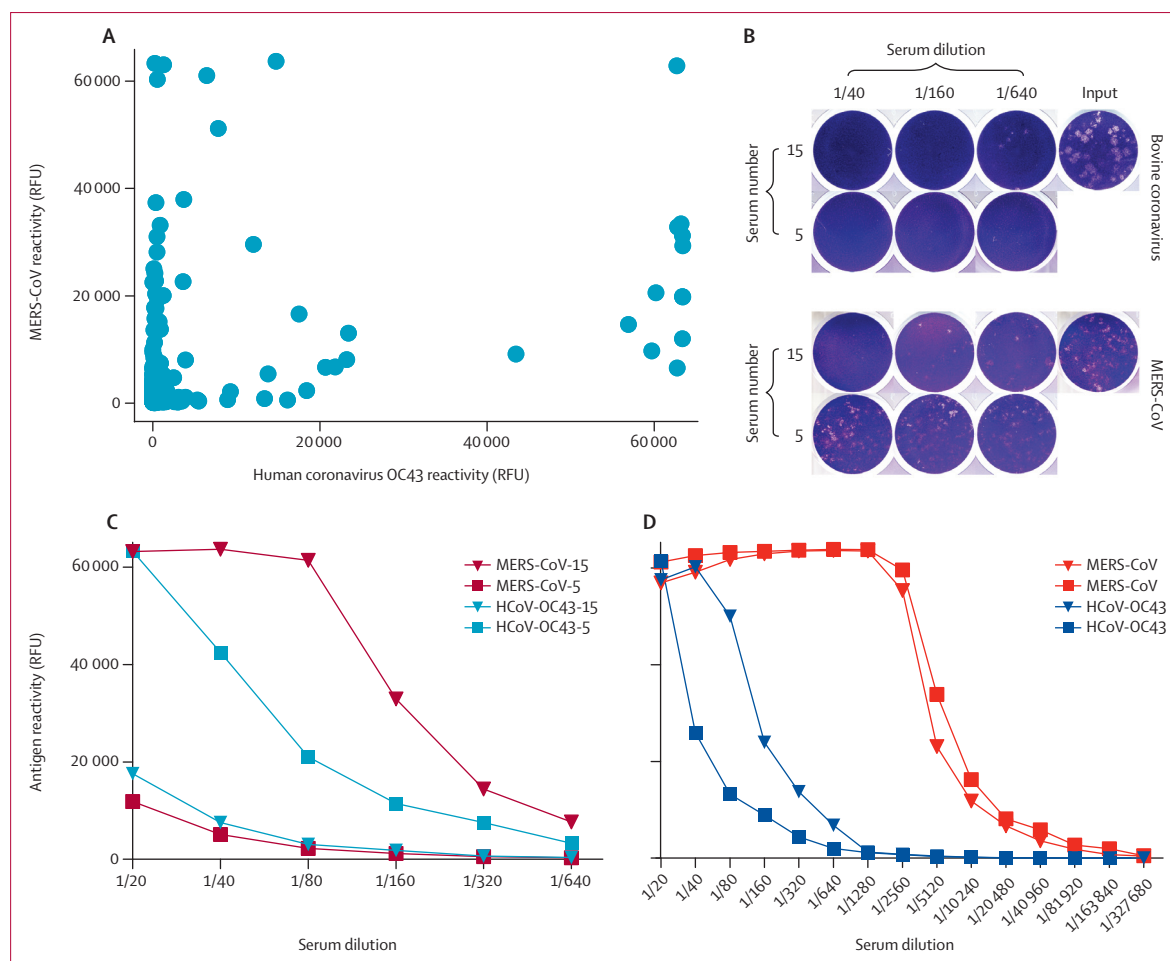 A
MERS-CoV reactivity (RFU)
60 000
40 000
20 000
0
0
20 000
40 000
60 000
Human coronavirus OC43 reactivity (RFU)
B
Serum dilution
1/40
1/160
1/640
Input
Serum number
15
5
Bovine coronavirus
Serum number
15
5
MERS-CoV
C
Antigen reactivity (RFU)
60 000
40 000
20 000
0
MERS-CoV-15
MERS-CoV-5
HCoV-OC43-15
HCoV-OC43-5
1/20
1/40
1/80
1/160
1/320
1/640
Serum dilution
D
MERS-CoV
MERS-CoV
HCoV-OC43
HCoV-OC43
1/20
1/40
1/80
1/160
1/320
1/640
1/1280
1/2560
1/5120
1/10 240
1/20 480
1/40 960
1/81 920
1/163 840
1/327 680
Serum dilution